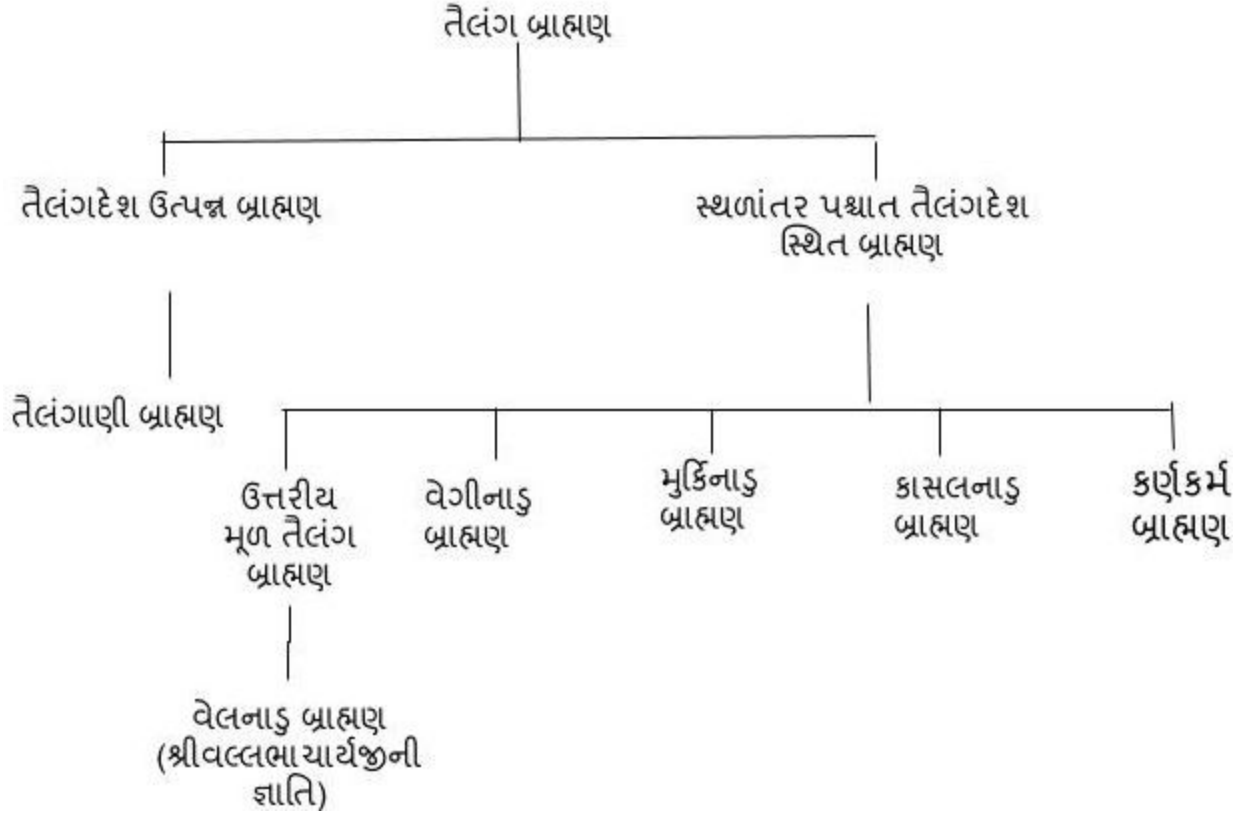 તૈલંગ બ્રાહ્મણ
તૈલંગદેશ ઉત્પન્ન બ્રાહ્મણ
સ્થળાંતર પશ્ચાત તૈલંગદેશ
સ્થિત બ્રાહ્મણ
તૈલંગાણી બ્રાહ્મણ
ઉત્તરીય
મૂળ તૈલંગ
બ્રાહ્મણ
વેગીનાડુ
બ્રાહ્મણ
મુર્કિનાડુ
બ્રાહ્મણ
કાસલનાડુ
બ્રાહ્મણ
કર્ણકર્મ
બ્રાહ્મણ
વેલનાડુ બ્રાહ્મણ
(શ્રીવલ્લભાચાર્યજીની
જ્ઞાતિ)